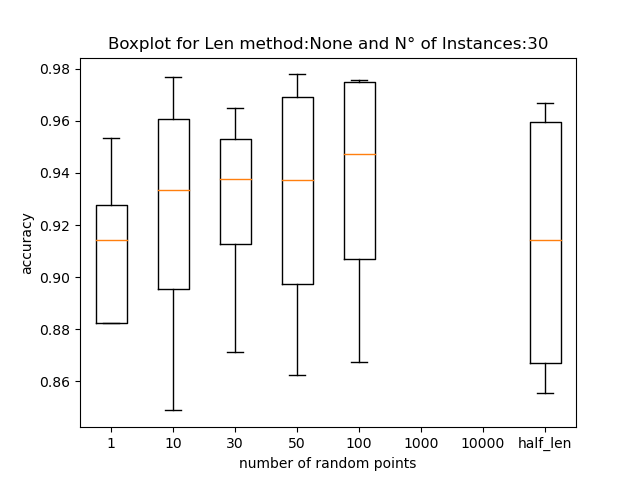 Boxplot for Len method:None and N° of Instances:30
0.98
0.96
0.94
0.92
0.90
0.88
0.86
accuracy
1 10 30 50 100 1000 10000 half_len
number of random points